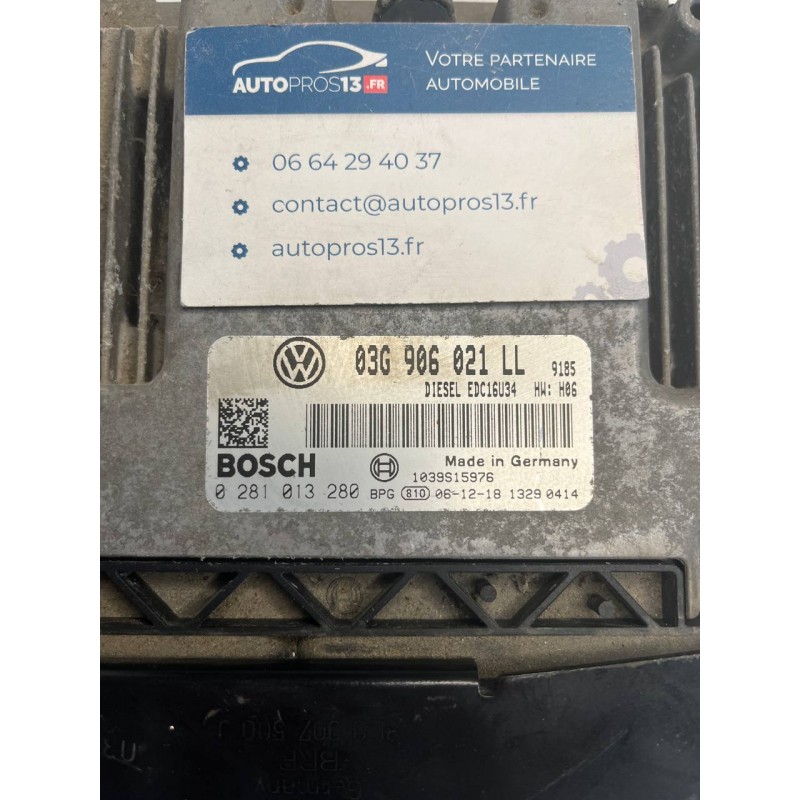 VOTRE PARTENAIRE
AUTOMOBILE
AUTOPROS13.FR
06 64 29 40 37
contact@autopros13.fr
autopros13.fr
03G 906 021 LL 9185
DIESEL EDC16U34 HW: H06
BOSCH
Made in Germany
1039S15976
0 281 013 280 BPG 810 06-12-18 1329 0414
Germany